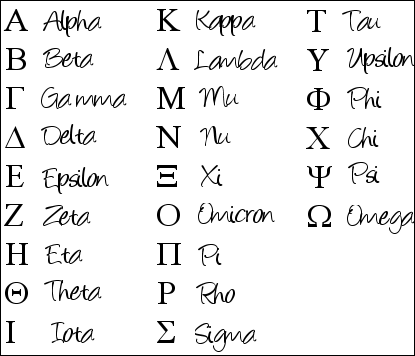 Α Alpha
Β Beta
Γ Gamma
Δ Delta
Ε Epsilon
Ζ Zeta
Η Eta
Θ Theta
Ι Iota
Κ Kappa
Λ Lambda
Μ Mu
Ν Nu
Ξ Xi
Ο Omicron
Π Pi
Ρ Rho
Σ Sigma
Τ Tau
Υ Upsilon
Φ Phi
Χ Chi
Ψ Psi
Ω Omega